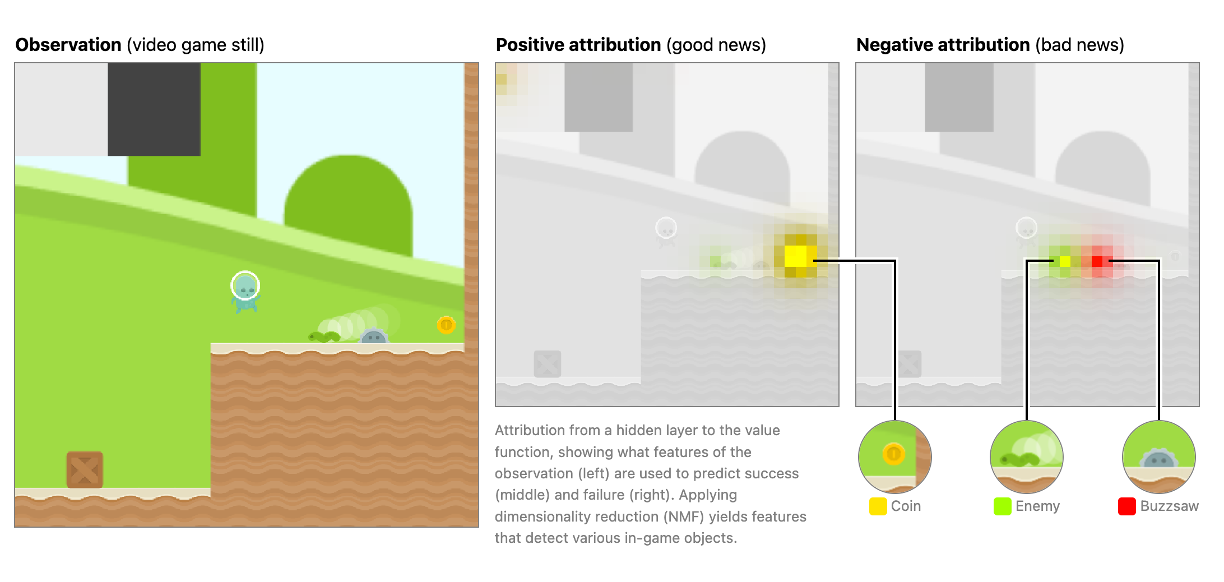 Observation (video game still)
Positive attribution (good news)
Negative attribution (bad news)
Attribution from a hidden layer to the value
function, showing what features of the
observation (left) are used to predict success
(middle) and failure (right). Applying
dimensionality reduction (NMF) yields features
that detect various in-game objects.
Coin
Enemy
Buzzsaw